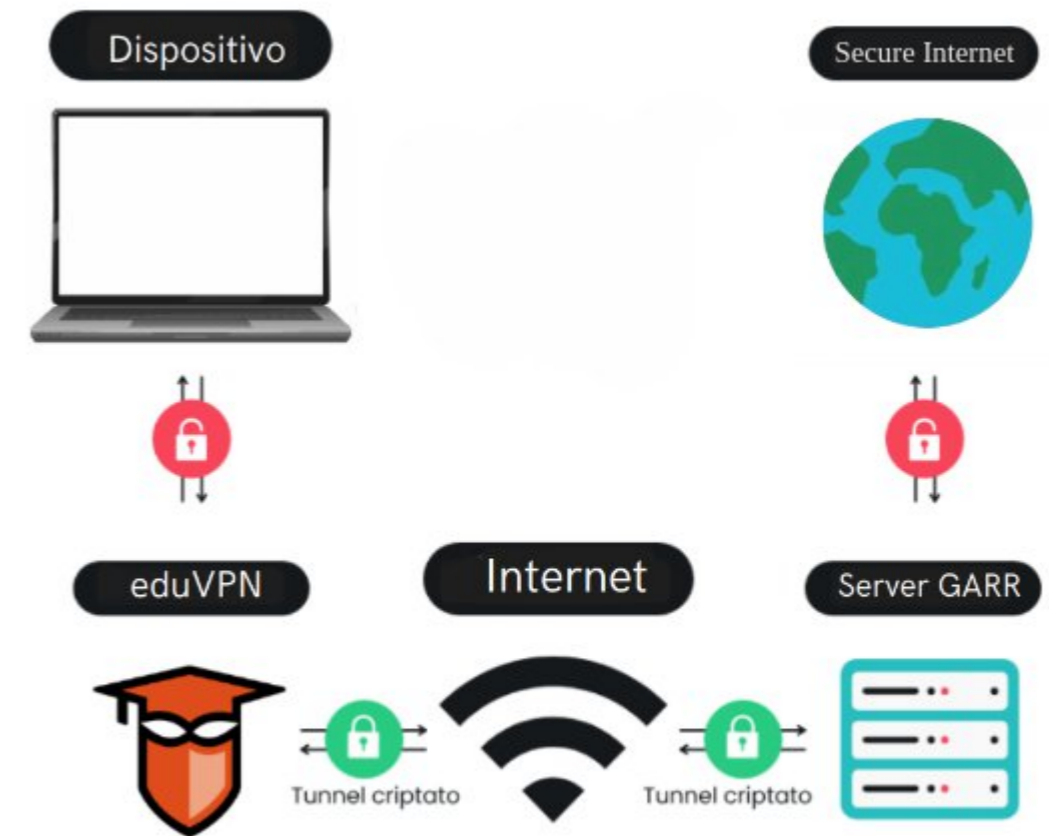 Dispositivo
Secure Internet
eduVPN
Internet
Server GARR
Tunnel criptato
Tunnel criptato